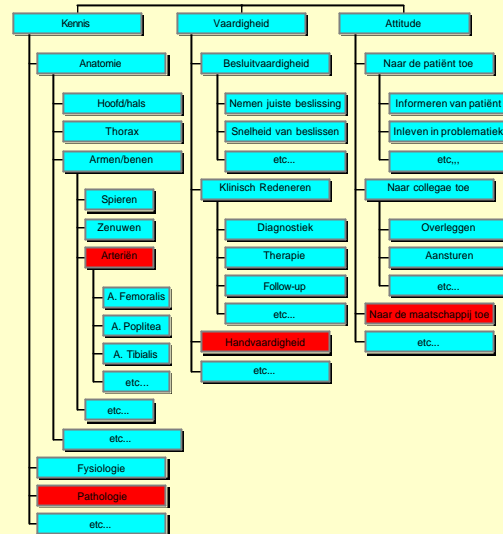 Kennis
Anatomie
Hoofd/hals
Thorax
Armen/benen
Spieren
Zenuwen
Arteriën
A. Femoralis
A. Poplitea
A. Tibialis
etc...
etc...
etc...
Fysiologie
Pathologie
etc...
Vaardigheid
Besluitvaardigheid
Nemen juiste beslissing
Snelheid van beslissen
etc...
Klinisch Redeneren
Diagnostiek
Therapie
Follow-up
etc...
Handvaardigheid
etc...
Attitude
Naar de patiënt toe
Informeren van patiënt
Inleven in problematiek
etc,,,
Naar collegae toe
Overleggen
Aansturen
etc...
Naar de maatschappij toe
etc...